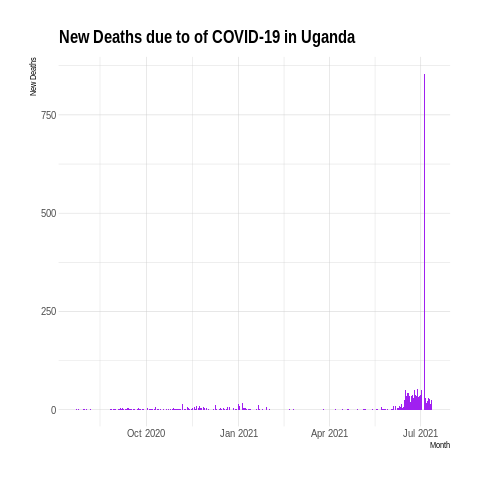 New Deaths due to of COVID-19 in Uganda
New Deaths
750
500
250
0
Oct 2020 Jan 2021 Apr 2021 Jul 2021
Month